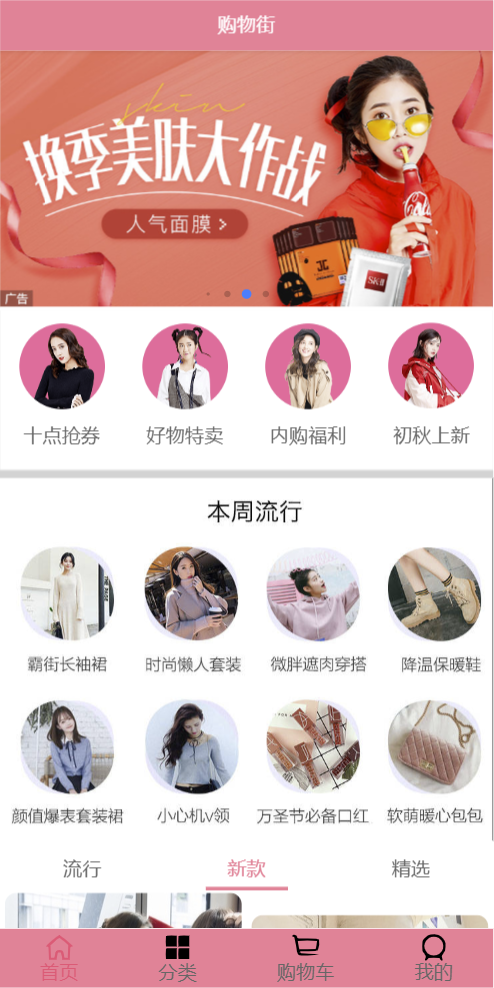 购物街
skin
换季美肤大作战
人气面膜 >
Coca-Cola
JC
SK-II
广告
十点抢券 好物特卖 内购福利 初秋上新
本周流行
霸街长袖裙 时尚懒人套装 微胖遮肉穿搭 降温保暖鞋
颜值爆表套装裙 小心机v领 万圣节必备口红 软萌暖心包包
流行 新款 精选
首页 分类 购物车 我的